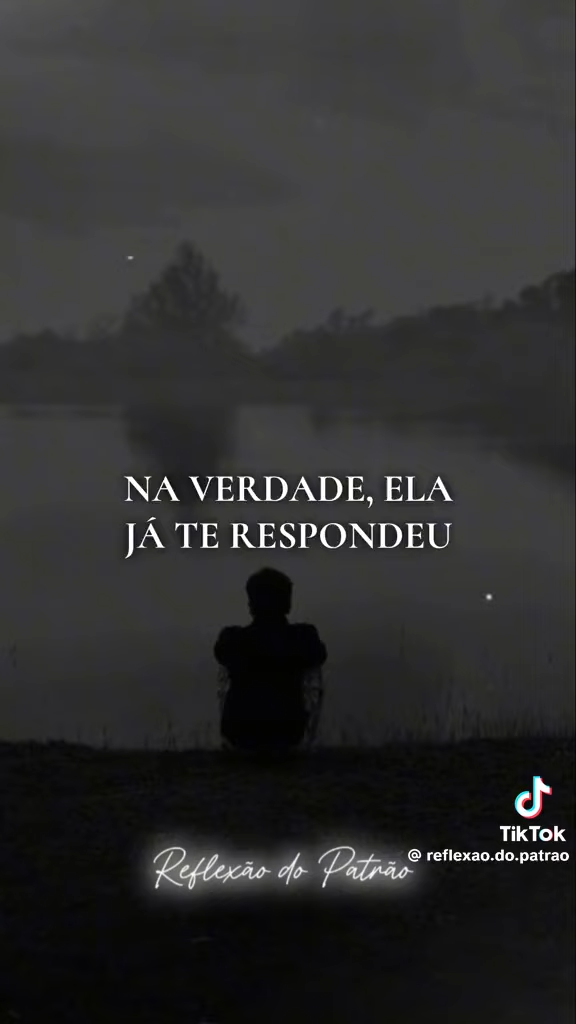 NA VERDADE, ELA
JÁ TE RESPONDEU
TikTok
@ reflexao.do.patrao
Reflexão do Patrão